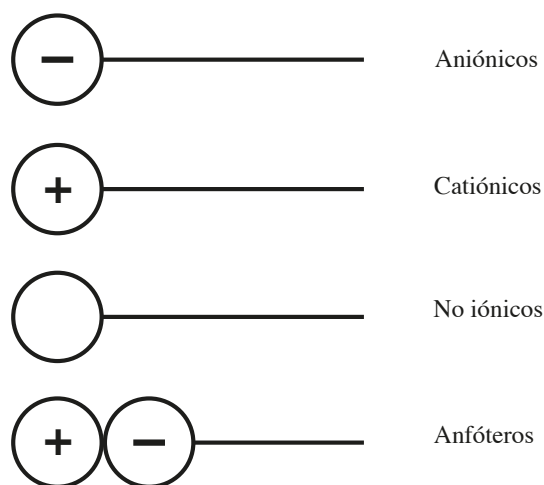 − Aniónicos
+ Catiónicos
No iónicos
+ − Anfóteros